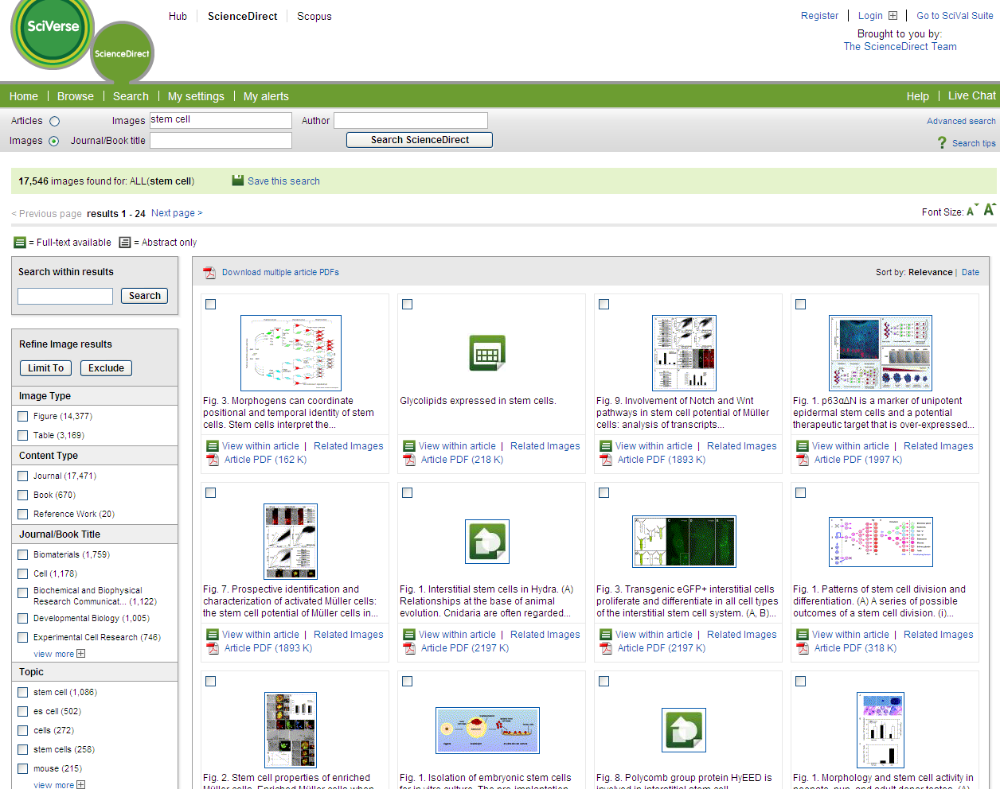 SciVerse
ScienceDirect
Hub
ScienceDirect
Scopus
Register
Login
Go to SciVal Suite
Brought to you by:
The ScienceDirect Team
Home
Browse
Search
My settings
My alerts
Help
Live Chat
Articles
Images
stem cell
Author
Advanced search
Images
Journal/Book title
Search ScienceDirect
? Search tips
17,546 images found for: ALL(stem cell)
Save this search
< Previous page results 1 - 24 Next page >
Font Size: A A
= Full-text available
= Abstract only
Search within results
Search
Refine Image results
Limit To
Exclude
Image Type
Figure (14,377)
Table (3,169)
Content Type
Journal (17,471)
Book (670)
Reference Work (20)
Journal/Book Title
Biomaterials (1,759)
Cell (1,178)
Biochemical and Biophysical
Research Communicat... (1,122)
Developmental Biology (1,005)
Experimental Cell Research (746)
view more
Topic
stem cell (1,086)
es cell (502)
cells (272)
stem cells (258)
mouse (215)
view more
Download multiple article PDFs
Sort by: Relevance | Date
Fig. 3. Morphogens can coordinate
positional and temporal identity of stem
cells. Stem cells interpret the...
View within article | Related Images
Article PDF (162 K)
Glycolipids expressed in stem cells.
View within article | Related Images
Article PDF (218 K)
Fig. 9. Involvement of Notch and Wnt
pathways in stem cell potential of Müller
cells: analysis of transcripts...
View within article | Related Images
Article PDF (1893 K)
Fig. 1. p63αΔN is a marker of unipotent
epidermal stem cells and a potential
therapeutic target that is over-expressed...
View within article | Related Images
Article PDF (1997 K)
Fig. 7. Prospective identification and
characterization of activated Müller cells:
the stem cell potential of Müller cells in...
View within article | Related Images
Article PDF (1893 K)
Fig. 1. Interstitial stem cells in Hydra. (A)
Relationships at the base of animal
evolution. Cnidaria are often regarded...
View within article | Related Images
Article PDF (2197 K)
Fig. 3. Transgenic eGFP+ interstitial cells
proliferate and differentiate in all cell types
of the interstitial stem cell system. (A, B)...
View within article | Related Images
Article PDF (2197 K)
Fig. 1. Patterns of stem cell division and
differentiation. (A) A series of possible
outcomes of a stem cell division. (i)...
View within article | Related Images
Article PDF (318 K)
Fig. 2. Stem cell properties of enriched
Müller cells. Enriched Müller cells when
Fig. 1. Isolation of embryonic stem cells
for in vitro culture. The pre-implantation
Fig. 8. Polycomb group protein HyEED is
involved in interstitial stem cell
Fig. 1. Morphology and stem cell activity in
neonate, pup, and adult donor testes. (A)